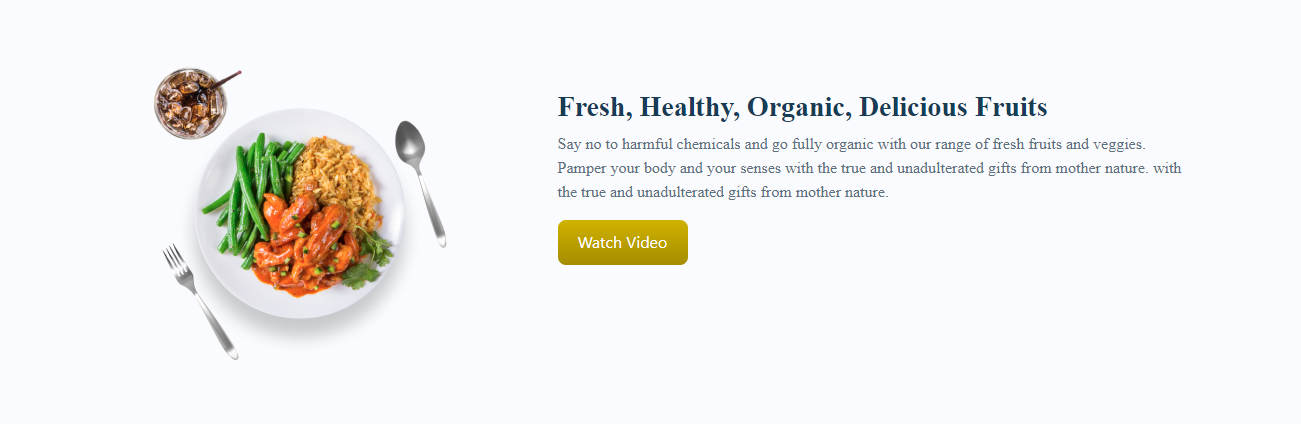 Fresh, Healthy, Organic, Delicious Fruits
Say no to harmful chemicals and go fully organic with our range of fresh fruits and veggies.
Pamper your body and your senses with the true and unadulterated gifts from mother nature. with
the true and unadulterated gifts from mother nature.
Watch Video